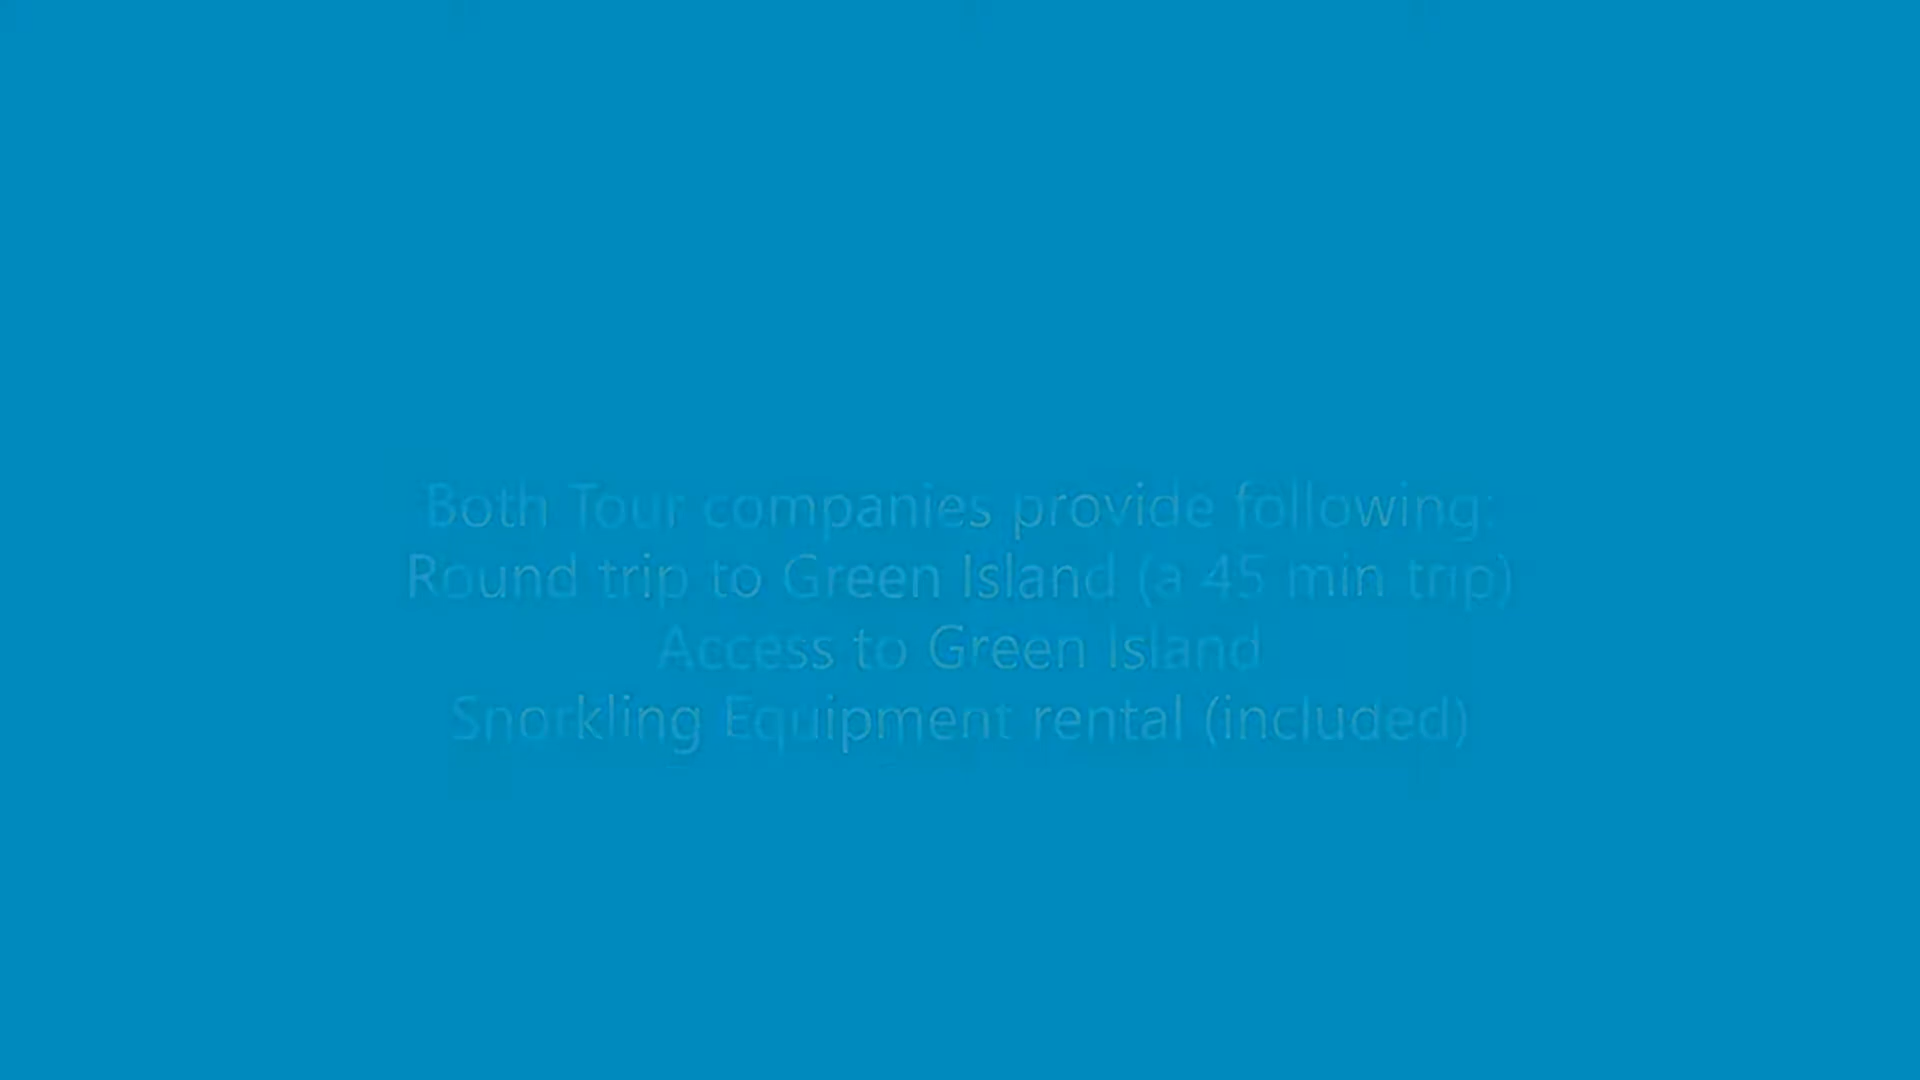 Both Tour companies provide following:
Round trip to Green Island (a 45 min trip)
Access to Green Island
Snorkling Equipment rental (included)